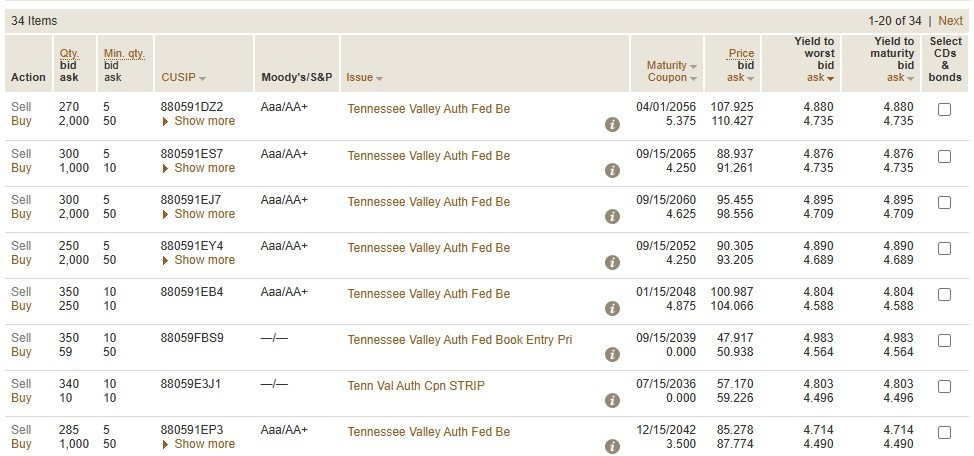 34 Items 1-20 of 34 | Next
Action Qty. bid ask Min. qty. bid ask CUSIP Moody's/S&P Issue Maturity Coupon Price bid ask Yield to worst bid ask Yield to maturity bid ask Select CDs & bonds
Sell 270 5 880591DZ2 Aaa/AA+ Tennessee Valley Auth Fed Be 04/01/2056 107.925 4.880 4.880
Buy 2,000 50 Show more 5.375 110.427 4.735 4.735
Sell 300 5 880591ES7 Aaa/AA+ Tennessee Valley Auth Fed Be 09/15/2065 88.937 4.876 4.876
Buy 1,000 10 Show more 4.250 91.261 4.735 4.735
Sell 300 5 880591EJ7 Aaa/AA+ Tennessee Valley Auth Fed Be 09/15/2060 95.455 4.895 4.895
Buy 2,000 50 Show more 4.625 98.556 4.709 4.709
Sell 250 5 880591EY4 Aaa/AA+ Tennessee Valley Auth Fed Be 09/15/2052 90.305 4.890 4.890
Buy 2,000 50 Show more 4.250 93.205 4.689 4.689
Sell 350 10 880591EB4 Aaa/AA+ Tennessee Valley Auth Fed Be 01/15/2048 100.987 4.804 4.804
Buy 250 10 4.875 104.066 4.588 4.588
Sell 350 10 88059FBS9 —/— Tennessee Valley Auth Fed Book Entry Pri 09/15/2039 47.917 4.983 4.983
Buy 59 50 0.000 50.938 4.564 4.564
Sell 340 10 88059E3J1 —/— Tenn Val Auth Cpn STRIP 07/15/2036 57.170 4.803 4.803
Buy 10 10 0.000 59.226 4.496 4.496
Sell 285 5 880591EP3 Aaa/AA+ Tennessee Valley Auth Fed Be 12/15/2042 85.278 4.714 4.714
Buy 1,000 50 Show more 3.500 87.774 4.490 4.490